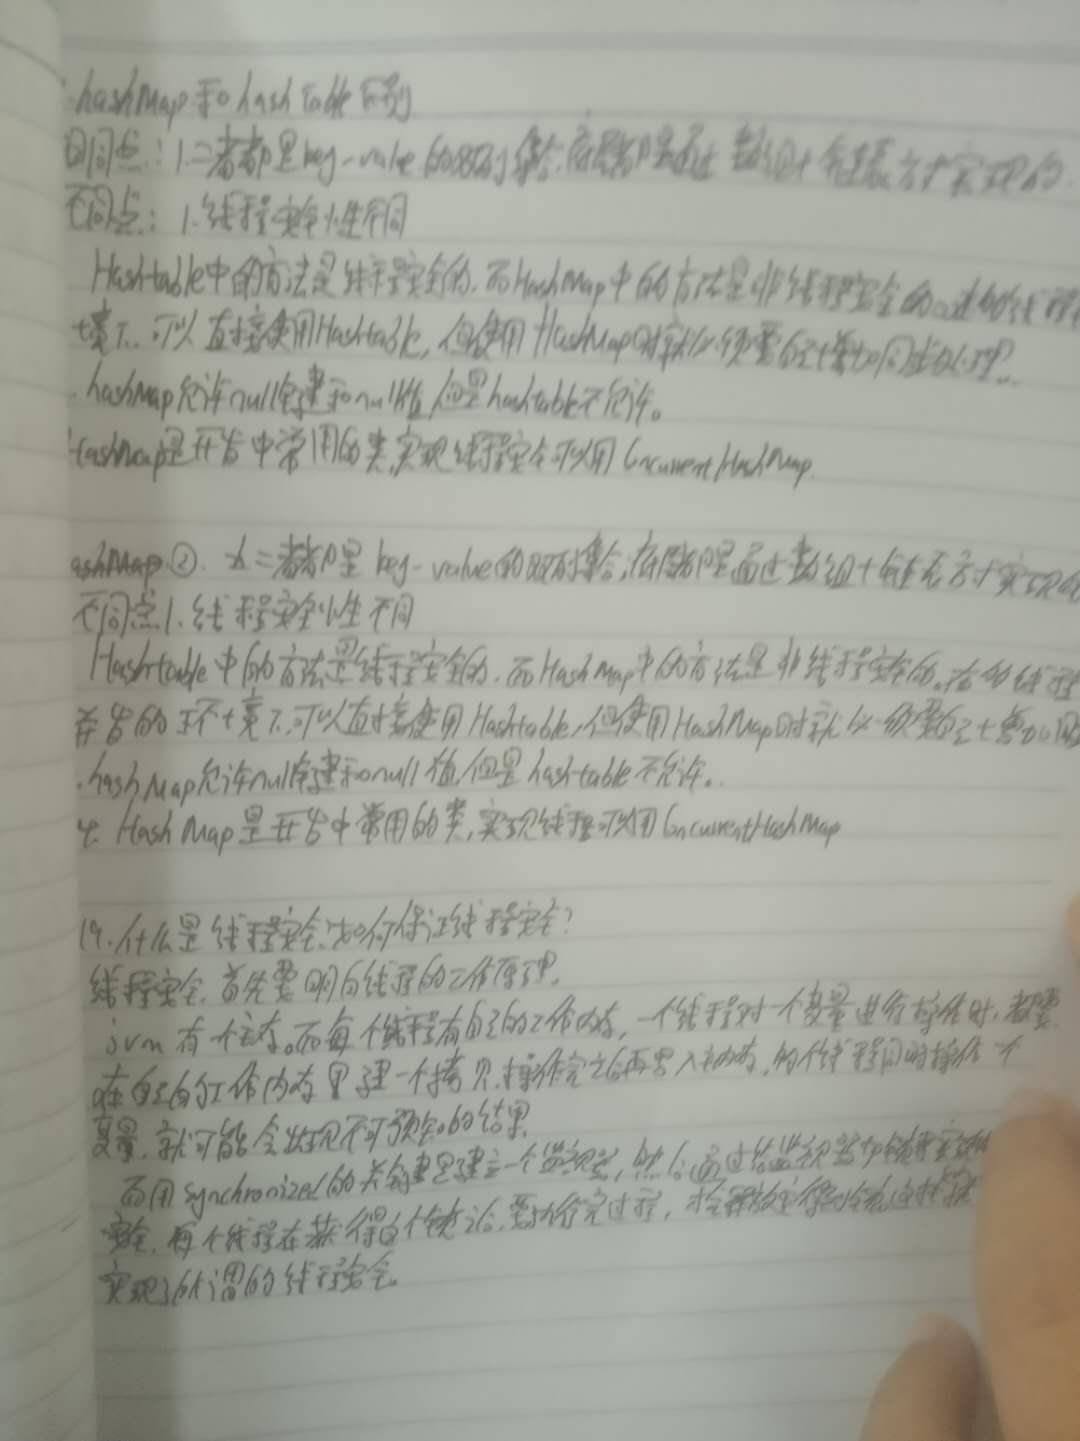 hashMap和hashTable区别
相同点：1.二者都是key-value的双列集合，底层都是通过数组+链表方式实现的
不同点：1.线程安全性不同
Hashtable中的方法是线程安全的，而HashMap中的方法是非线程安全的。
境下，可以直接使用Hashtable，但使用HashMap时就必须要自己增加同步处理。
hashMap允许null键和null值，但是hashtable不允许。
HashMap是开发中常用的类，实现线程安全可以用ConcurrentHashMap.
ashMap ②. 二者都是key-value的双列集合，底层都是通过数组+链表方式实现的
不同点1.线程安全性不同
Hashtable中的方法是线程安全的，而HashMap中的方法是非线程安全的。在多线程
并发的环境下，可以直接使用Hashtable，但使用HashMap时就必须要自己增加同
hashMap允许null键和null值，但是hashtable不允许。
4. HashMap是开发中常用的类，实现线程可以用ConcurrentHashMap
19.什么是线程安全？如何保证线程安全？
线程安全，首先要明白线程的工作原理，
jvm有一个主存。而每个线程有自己的工作内存，一个线程对一个变量进行操作时，都要
在自己的工作内存里建一个拷贝，操作完之后再写入主内存，多个线程同时操作一个
变量，就可能会出现不可预知的结果
而用synchronized的关键是建立一个监视器，然后通过给监视器加锁来实现
安全，每个线程在获得这个锁之后，要执行完过程，才会释放
实现了所谓的线程安全。